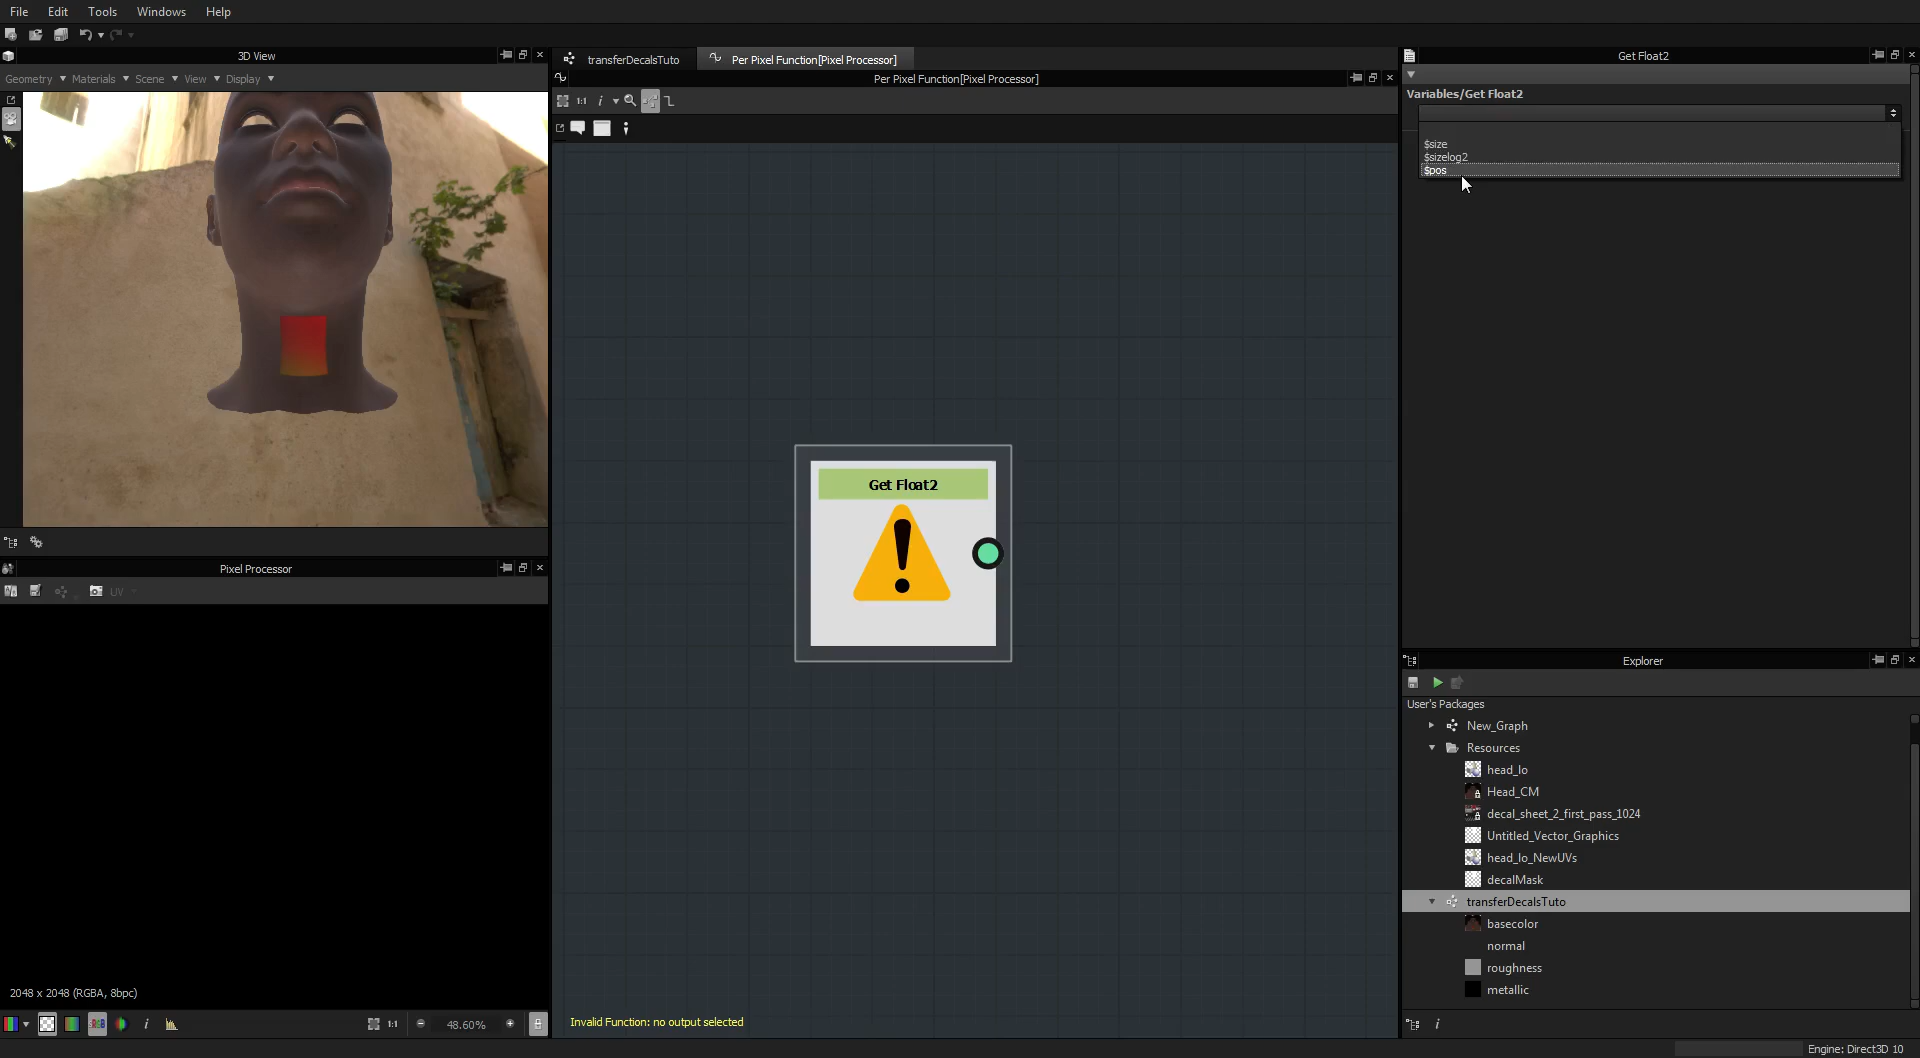 File Edit Tools Windows Help
3D View
Geometry Materials Scene View Display
transferDecalsTuto
Per Pixel Function[Pixel Processor]
Per Pixel Function[Pixel Processor]
1:1
i
Get Float2
Invalid Function: no output selected
Pixel Processor
UV
2048 x 2048 (RGBA, 8bpc)
i
1:1
48.60%
Get Float2
Variables/Get Float2
$size
$sizelog2
$pos
Explorer
User's Packages
New_Graph
Resources
head_lo
Head_CM
decal_sheet_2_first_pass_1024
Untitled_Vector_Graphics
head_lo_NewUVs
decalMask
transferDecalsTuto
basecolor
normal
roughness
metallic
i
Engine: Direct3D 10